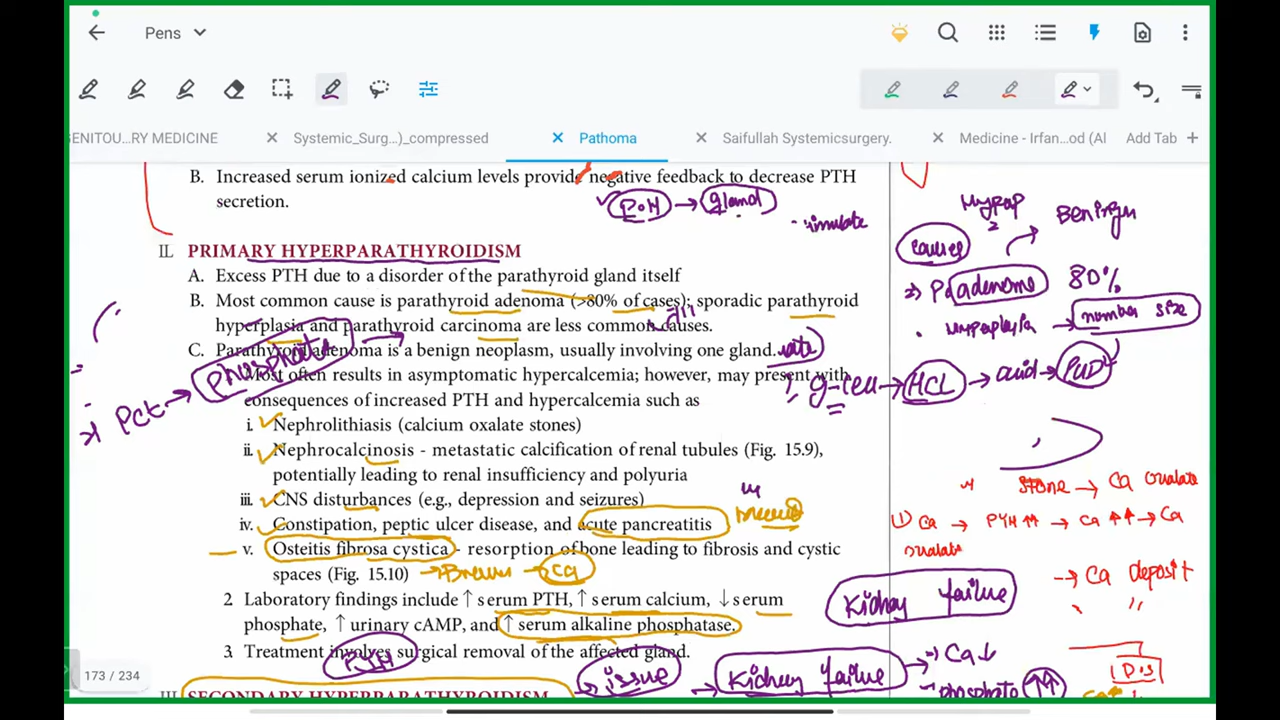 Pens
GENITOU...RY MEDICINE
Systemic_Surg...)_compressed
Pathoma
Saifullah Systemicsurgery.
Medicine - Irfan...od (Al
Add Tab
B. Increased serum ionized calcium levels provide negative feedback to decrease PTH
secretion.
gland
stimulate
II. PRIMARY HYPERPARATHYROIDISM
A. Excess PTH due to a disorder of the parathyroid gland itself
B. Most common cause is parathyroid adenoma (>80% of cases); sporadic parathyroid
hyperplasia and parathyroid carcinoma are less common causes.
C. Parathyroid adenoma is a benign neoplasm, usually involving one gland.
Most often results in asymptomatic hypercalcemia; however, may present with
consequences of increased PTH and hypercalcemia such as
i. Nephrolithiasis (calcium oxalate stones)
ii. Nephrocalcinosis - metastatic calcification of renal tubules (Fig. 15.9),
potentially leading to renal insufficiency and polyuria
iii. CNS disturbances (e.g., depression and seizures)
iv. Constipation, peptic ulcer disease, and acute pancreatitis
v. Osteitis fibrosa cystica - resorption of bone leading to fibrosis and cystic
spaces (Fig. 15.10) → Brown → Ca
2. Laboratory findings include ↑ serum PTH, ↑ serum calcium, ↓ serum
phosphate, ↑ urinary cAMP, and ↑ serum alkaline phosphatase.
3. Treatment involves surgical removal of the affected gland.
III. SECONDARY HYPERPARATHYROIDISM
PCT → phosphate →
Benign
causes
adenoma 80%
→ number size
g-cell → HCL → acid → PUD
stone → Ca oxalate
① Ca → PTH ↑↑ → Ca ↑↑ → Ca
oxalate
→ Ca deposit
Kidney failure
PTH
issue
→ Kidney failure → Ca ↓
phosphate ↑↑
173 / 234